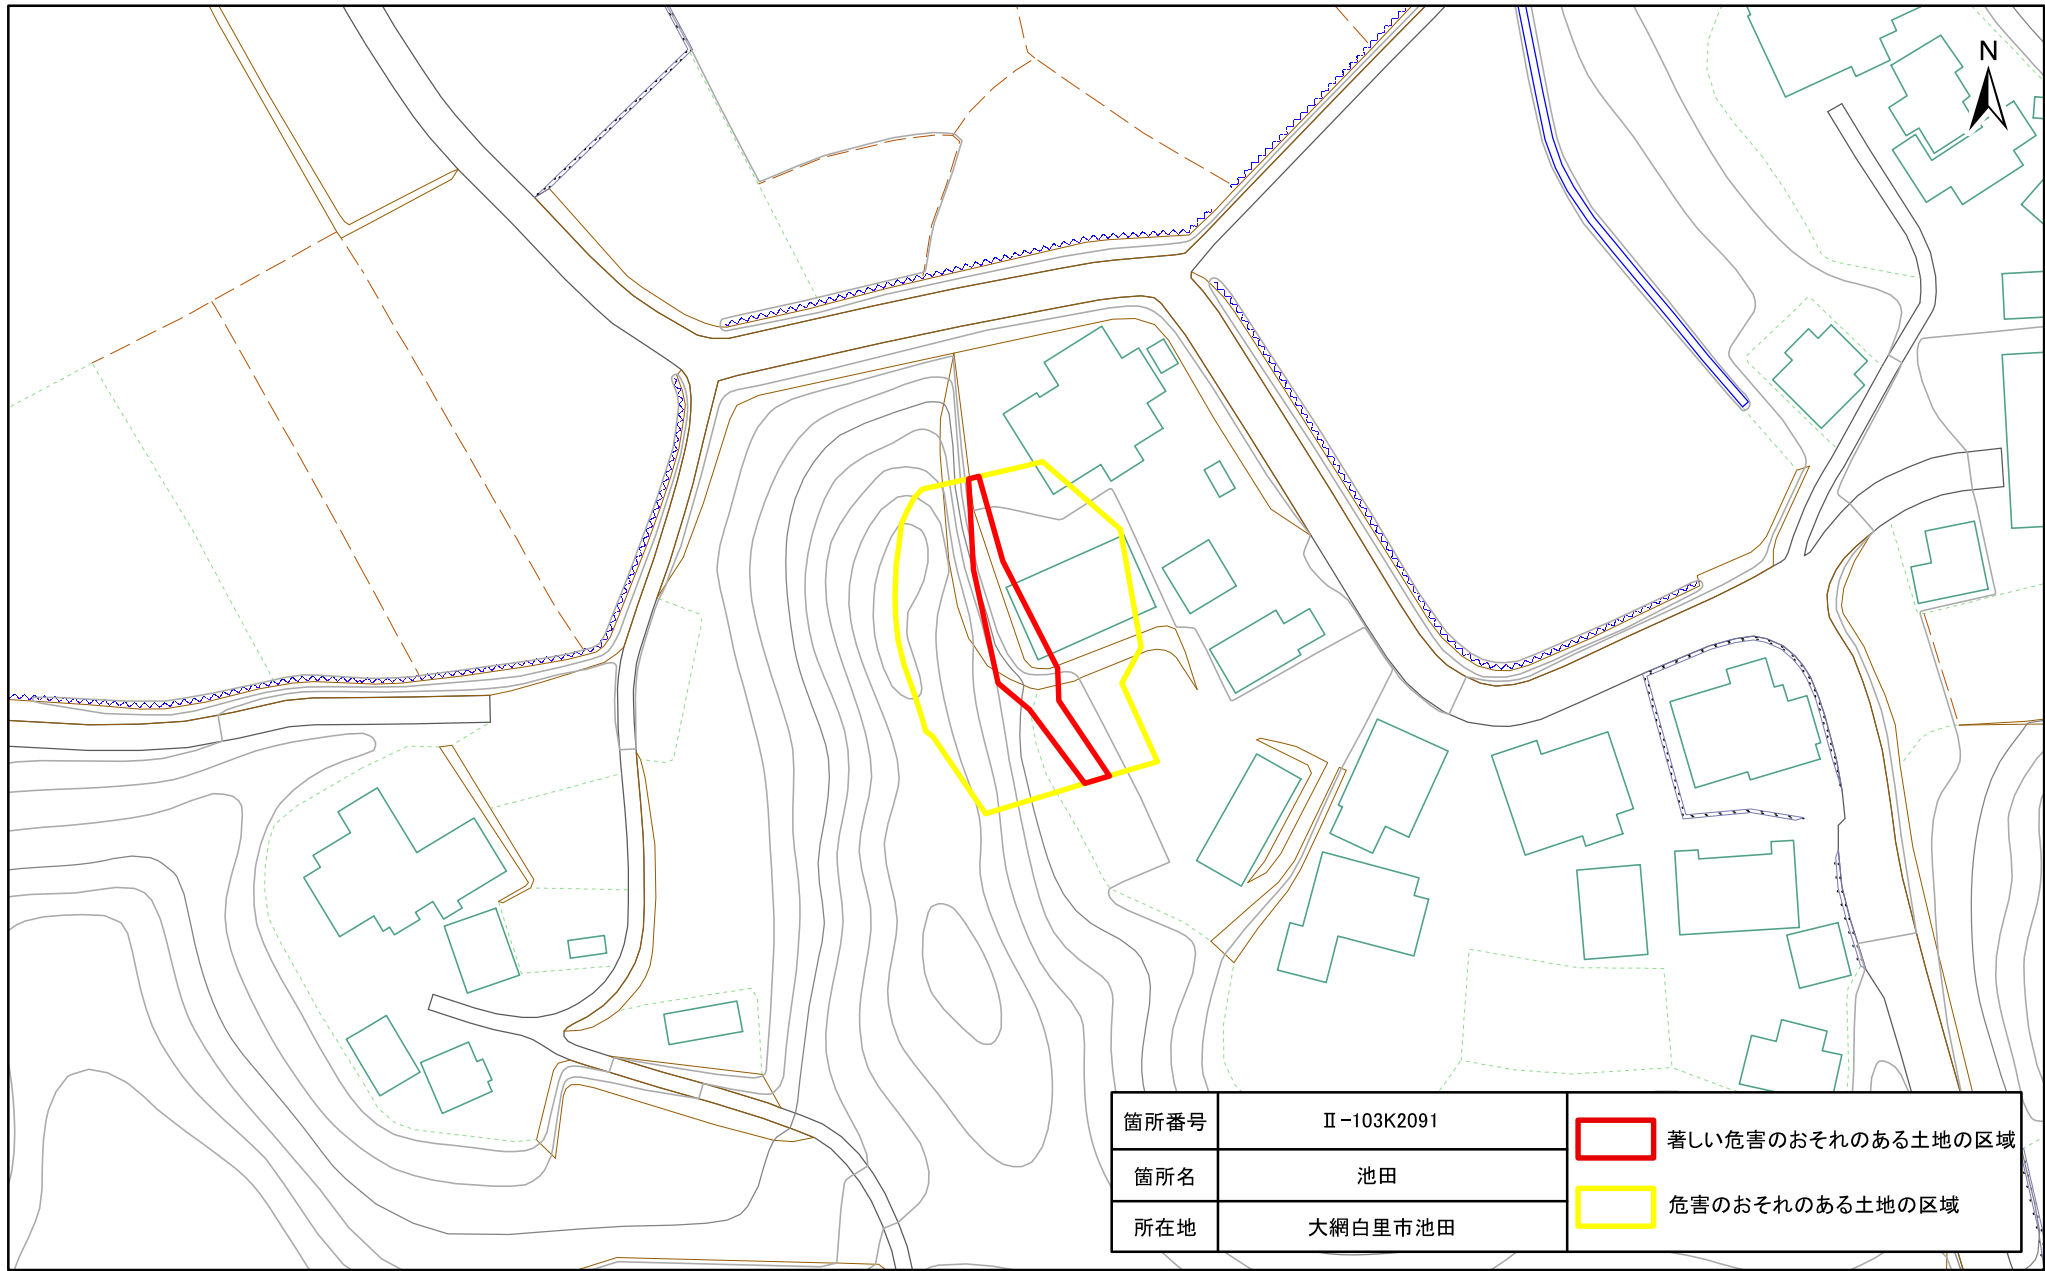 N
箇所番号 Ⅱ-103K2091
箇所名 池田
所在地 大網白里市池田
著しい危害のおそれのある土地の区域
危害のおそれのある土地の区域